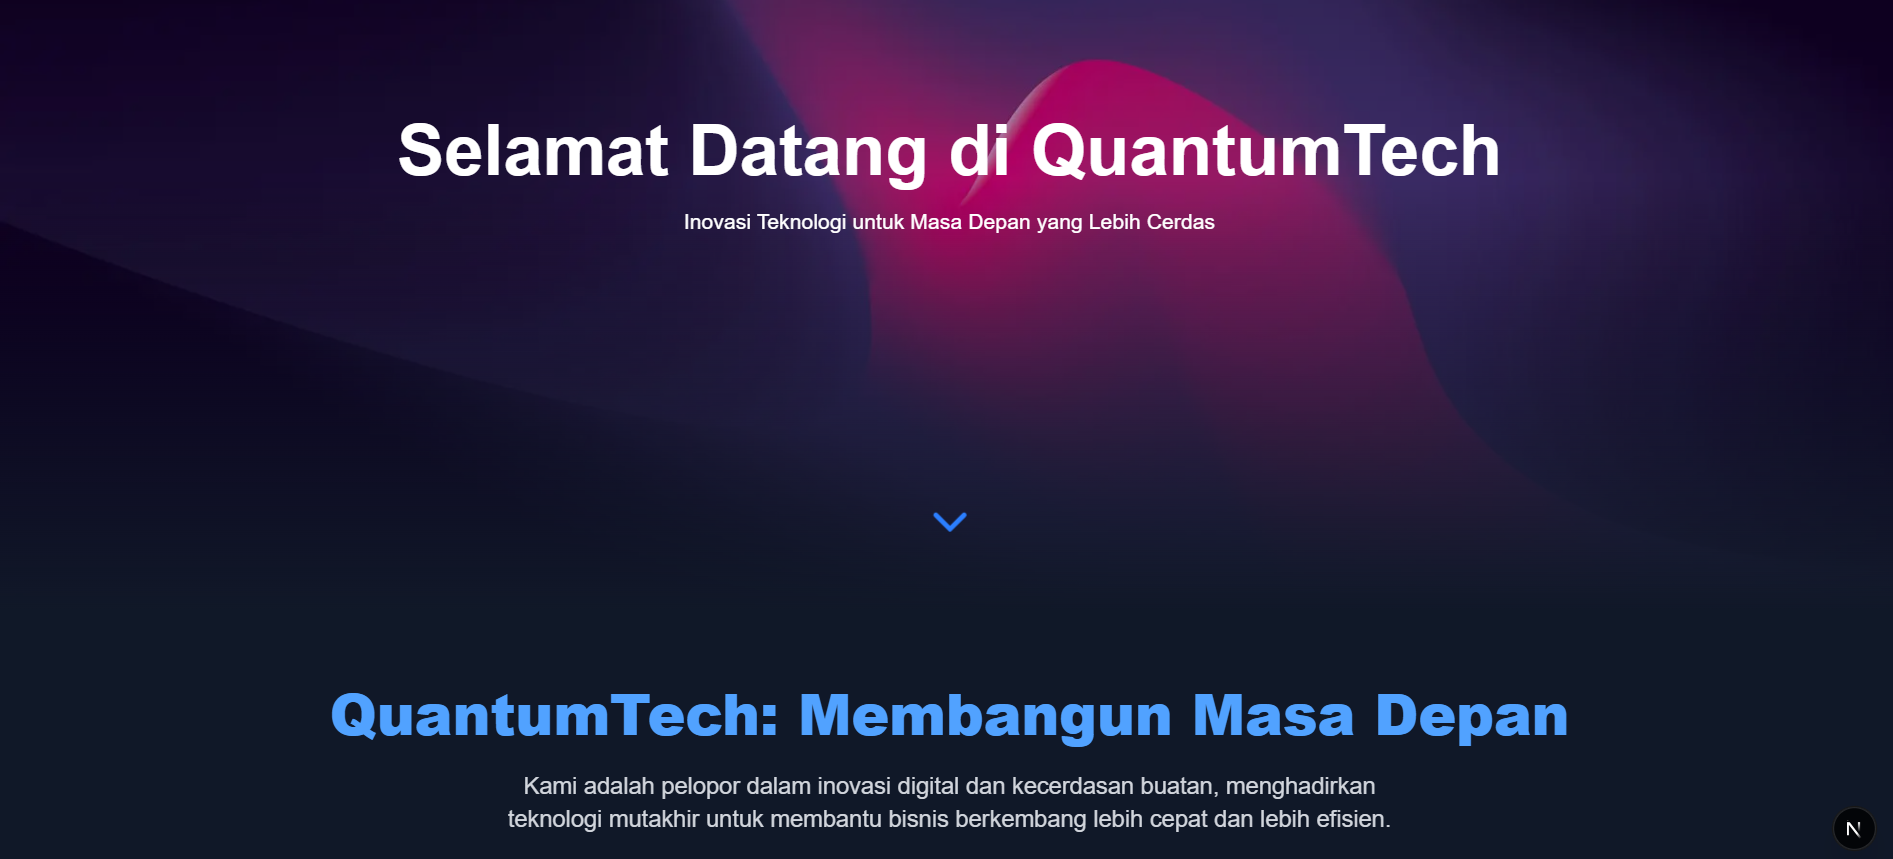 Selamat Datang di QuantumTech
Inovasi Teknologi untuk Masa Depan yang Lebih Cerdas
QuantumTech: Membangun Masa Depan
Kami adalah pelopor dalam inovasi digital dan kecerdasan buatan, menghadirkan
teknologi mutakhir untuk membantu bisnis berkembang lebih cepat dan lebih efisien.
N